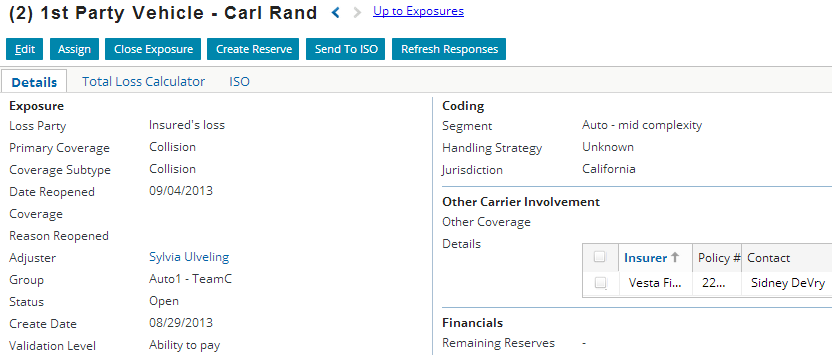 (2) 1st Party Vehicle - Carl Rand < > Up to Exposures
Edit Assign Close Exposure Create Reserve Send To ISO Refresh Responses
Details Total Loss Calculator ISO
Exposure
Loss Party Insured's loss
Primary Coverage Collision
Coverage Subtype Collision
Date Reopened 09/04/2013
Coverage
Reason Reopened
Adjuster Sylvia Ulveling
Group Auto1 - TeamC
Status Open
Create Date 08/29/2013
Validation Level Ability to pay
Coding
Segment Auto - mid complexity
Handling Strategy Unknown
Jurisdiction California
Other Carrier Involvement
Other Coverage
Details
Insurer↑ Policy # Contact
Vesta Fi... 22... Sidney DeVry
Financials
Remaining Reserves -